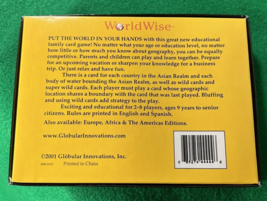 WorldWise
PUT THE WORLD IN YOUR HANDS with this great new educational
family card game! No matter what your age or education level, no matter
how little or how much you know about geography, you can be equally
competitive. Parents and children can play and learn together. Prepare
for an upcoming vacation or sharpen your knowledge for a business
trip. Or just relax and have fun.
There is a card for each country in the Asian Realm and each
body of water bounding the Asian Realm, as well as wild cards and
super wild cards. Each player must play a card whose geographic
location shares a boundary with the card that was played. Bluffing
and using wild cards add strategy to the play.
Exciting and educational for 2-8 players, ages 9 years to senior
citizens. Rules are printed in English and Spanish.
Also available: Europe, Africa & The Americas Editions.
www.GlobularInnovations.com
©2001 Globular Innovations, Inc.
Printed in China